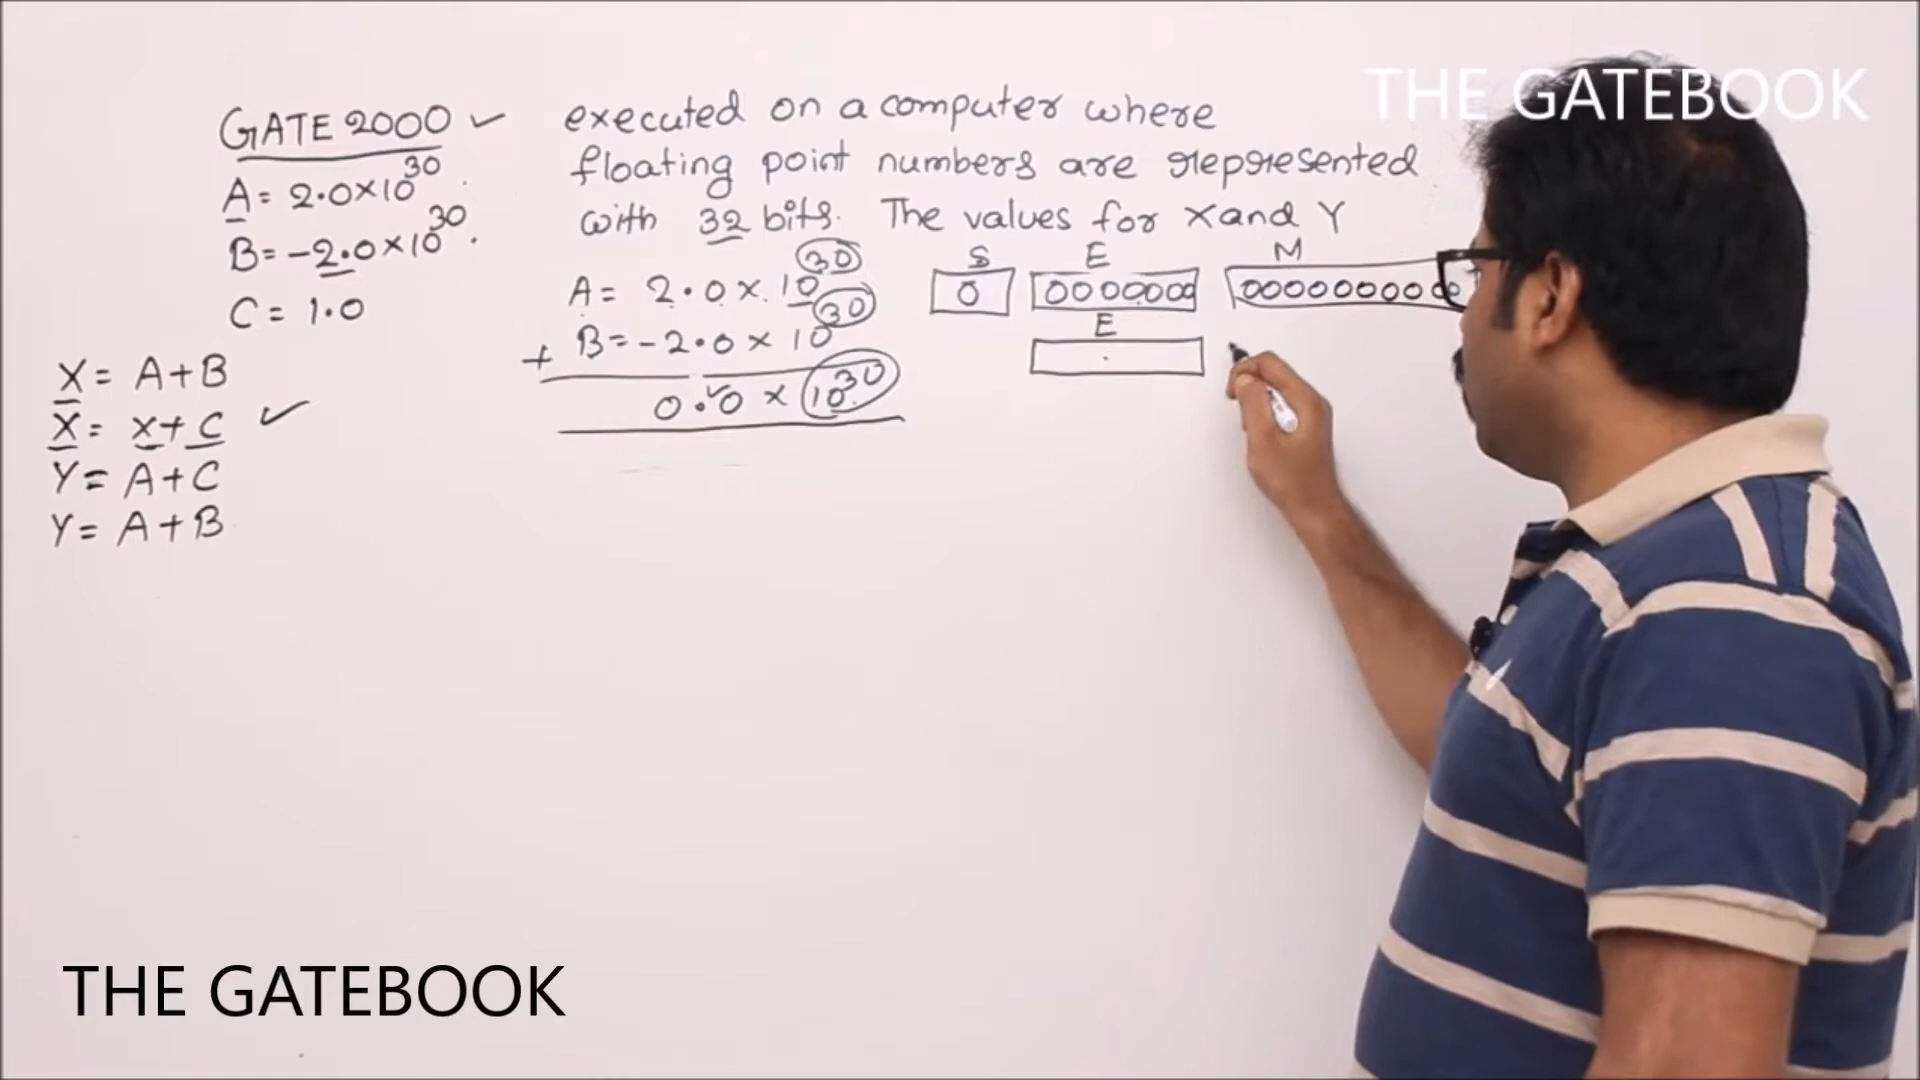 THE GATEBOOK
GATE 2000 ✓
A = 2.0×10^30.
B = -2.0×10^30.
C = 1.0
X = A+B
X = x+C ✓
Y = A+C
Y = A+B
executed on a computer where
floating point numbers are represented
with 32 bits. The values for X and Y
A = 2.0 × 10^30
+ B = -2.0 × 10^30
0.0 × 10^30
S E M
0 00000000 0000000000
E
THE GATEBOOK